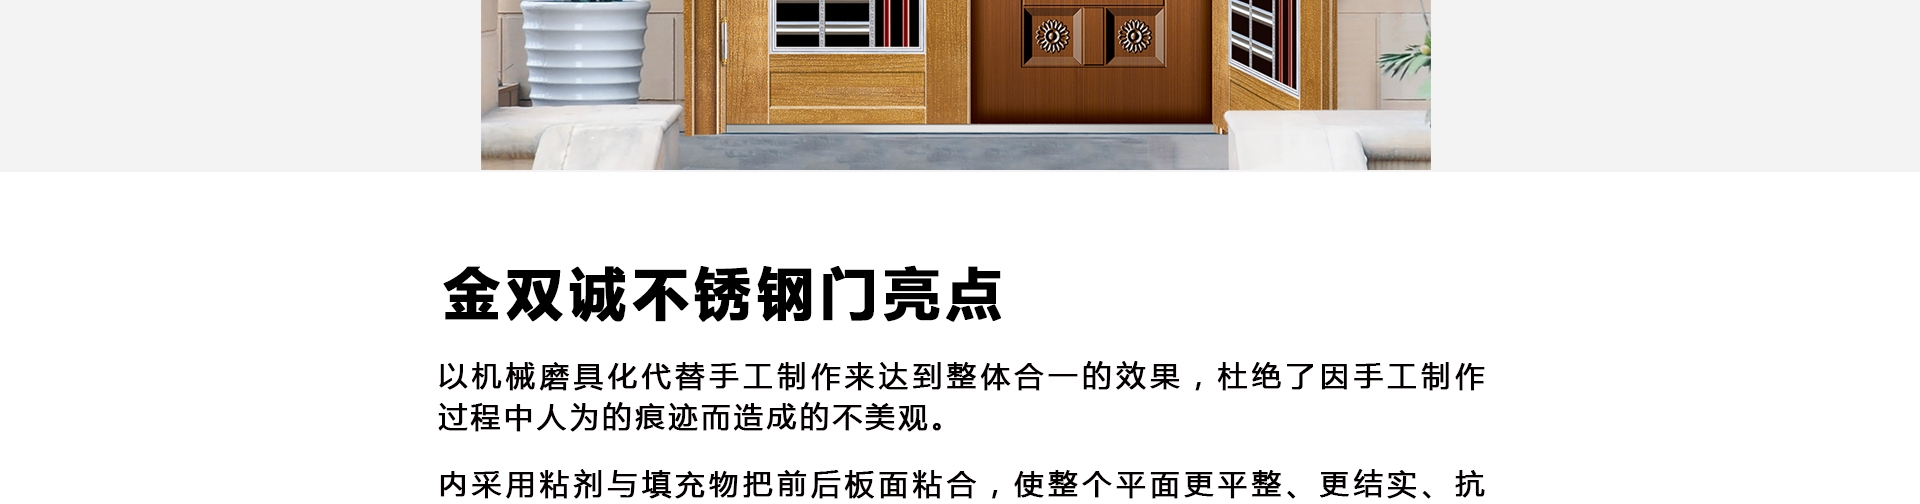 金双诚不锈钢门亮点
以机械磨具化代替手工制作来达到整体合一的效果，杜绝了因手工制作
过程中人为的痕迹而造成的不美观。
内采用粘剂与填充物把前后板面粘合，使整个平面更平整、更结实、抗